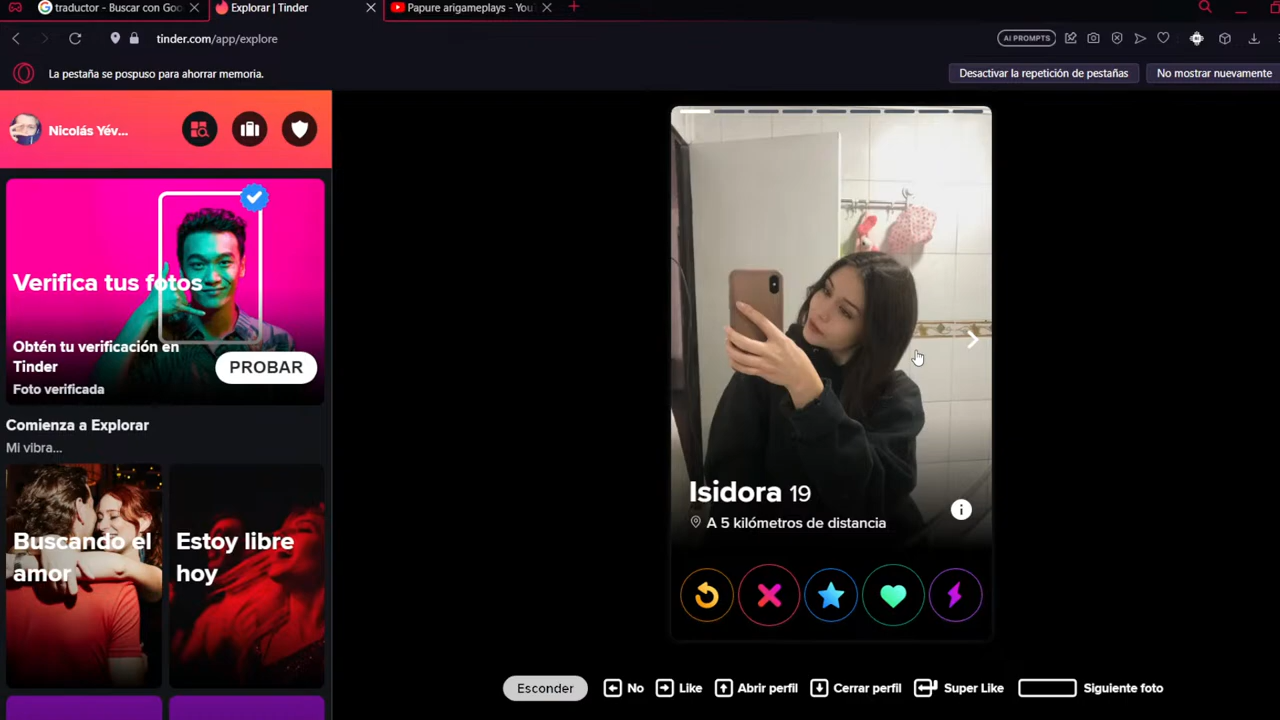 traductor - Buscar con Goo
Explorar | Tinder
Papure arigameplays - You
tinder.com/app/explore
AI PROMPTS
La pestaña se pospuso para ahorrar memoria.
Desactivar la repetición de pestañas
No mostrar nuevamente
Nicolás Yév...
Verifica tus fotos
Obtén tu verificación en
Tinder
Foto verificada
PROBAR
Comienza a Explorar
Mi vibra...
Buscando el
amor
Estoy libre
hoy
Isidora 19
A 5 kilómetros de distancia
Esconder
No
Like
Abrir perfil
Cerrar perfil
Super Like
Siguiente foto